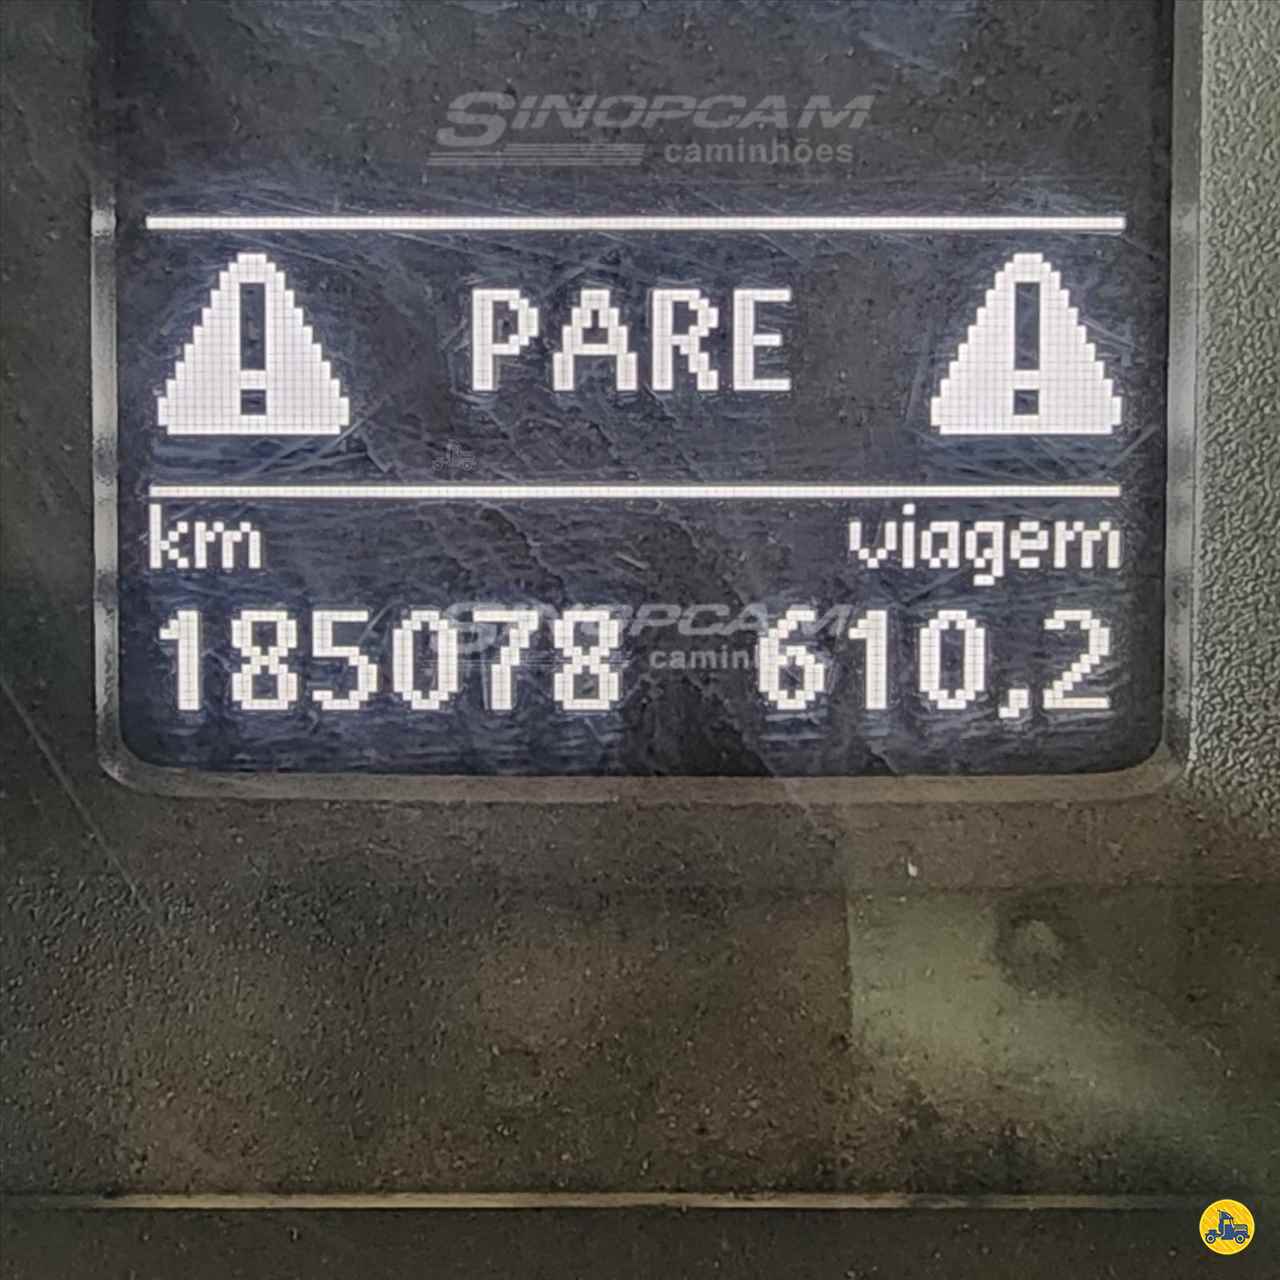 SINOPCAM
caminhões
PARE
km viagem
185078 610,2
SINOPCAM
caminhões